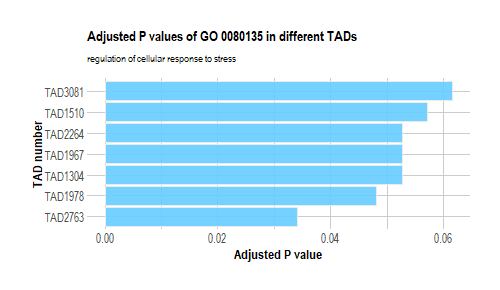 Adjusted P values of GO 0080135 in different TADs
regulation of cellular response to stress
TAD3081
TAD1510
TAD2264
TAD1967
TAD1304
TAD1978
TAD2763
TAD number
0.00 0.02 0.04 0.06
Adjusted P value